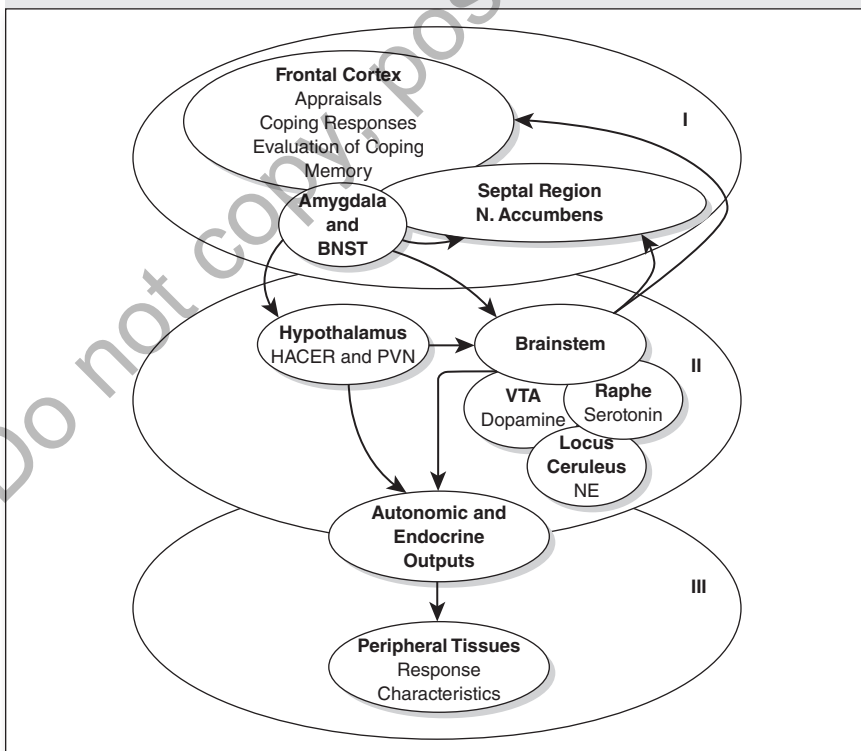 Frontal Cortex
Appraisals
Coping Responses
Evaluation of Coping
Memory
I
Septal Region
N. Accumbens
Amygdala
and
BNST
Hypothalamus
HACER and PVN
Brainstem
II
VTA
Dopamine
Raphe
Serotonin
Locus
Ceruleus
NE
Autonomic and
Endocrine
Outputs
III
Peripheral Tissues
Response
Characteristics
Do not copy, pos